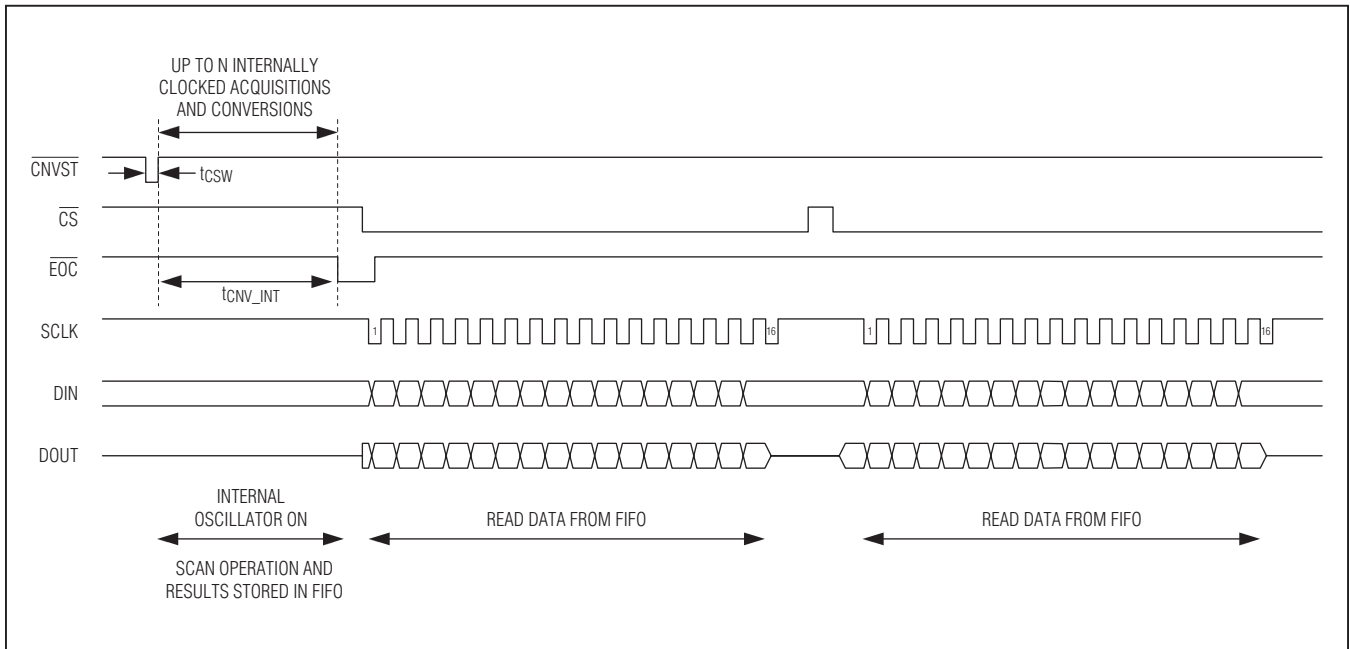 UP TO N INTERNALLY
CLOCKED ACQUISITIONS
AND CONVERSIONS
CNVST
tCSW
CS
EOC
tCNV_INT
SCLK
1
16
1
16
DIN
DOUT
INTERNAL
OSCILLATOR ON
READ DATA FROM FIFO
READ DATA FROM FIFO
SCAN OPERATION AND
RESULTS STORED IN FIFO